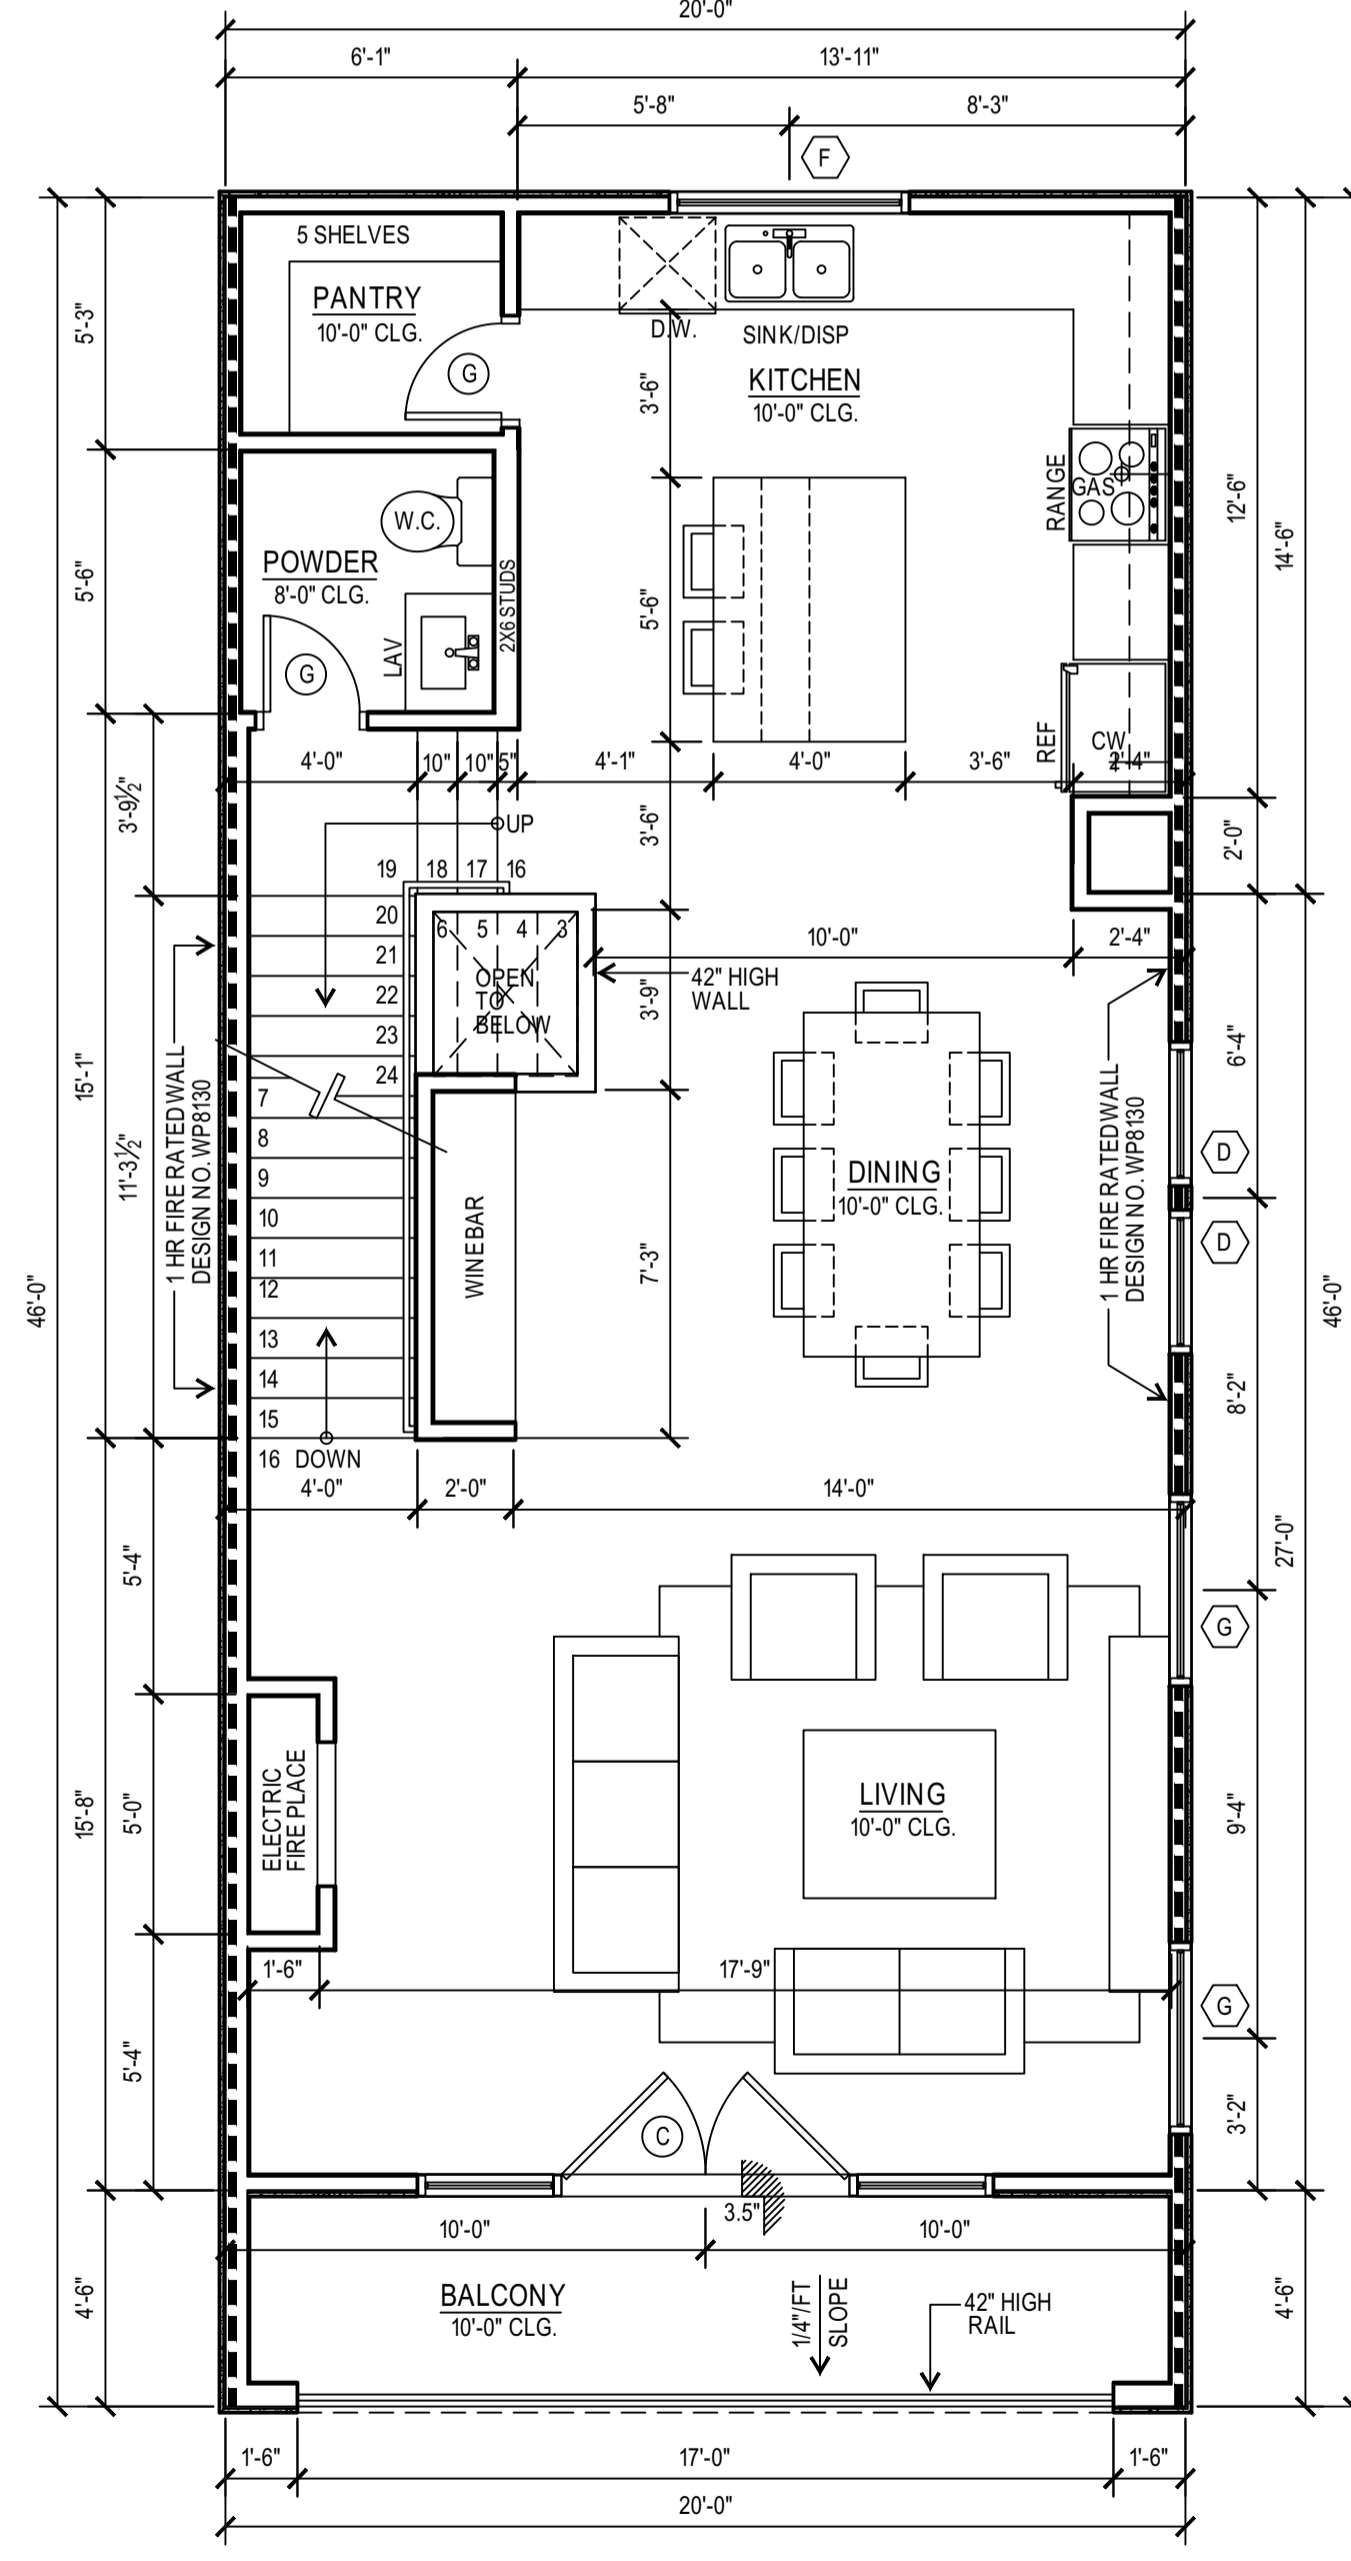 20'-0"
6'-1"
13'-11"
5'-8"
8'-3"
F
5 SHELVES
PANTRY
10'-0" CLG.
G
D.W.
SINK/DISP
KITCHEN
10'-0" CLG.
5'-3"
3'-6"
RANGE
GAS
12'-6"
14'-6"
W.C.
POWDER
8'-0" CLG.
2X6 STUDS
LAV
G
5'-6"
5'-6"
REF
CW
4'-0"
10"
10"
5"
4'-1"
4'-0"
3'-6"
2'-4"
3'-9½"
UP
3'-6"
2'-0"
19
18
17
16
20
21
22
23
24
6
5
4
3
OPEN
TO
BELOW
10'-0"
2'-4"
42" HIGH
WALL
3'-9"
6'-4"
15'-1"
11'-3½"
1 HR FIRE RATED WALL
DESIGN NO. WP8130
7
8
9
10
11
12
13
14
15
16
DOWN
WINEBAR
7'-3"
DINING
10'-0" CLG.
1 HR FIRE RATED WALL
DESIGN NO. WP8130
D
D
46'-0"
46'-0"
8'-2"
4'-0"
2'-0"
14'-0"
5'-4"
27'-0"
G
ELECTRIC
FIRE PLACE
15'-8"
5'-0"
LIVING
10'-0" CLG.
9'-4"
1'-6"
17'-9"
G
5'-4"
3'-2"
C
3.5"
10'-0"
10'-0"
BALCONY
10'-0" CLG.
1/4"/FT
SLOPE
42" HIGH
RAIL
4'-6"
4'-6"
1'-6"
17'-0"
1'-6"
20'-0"